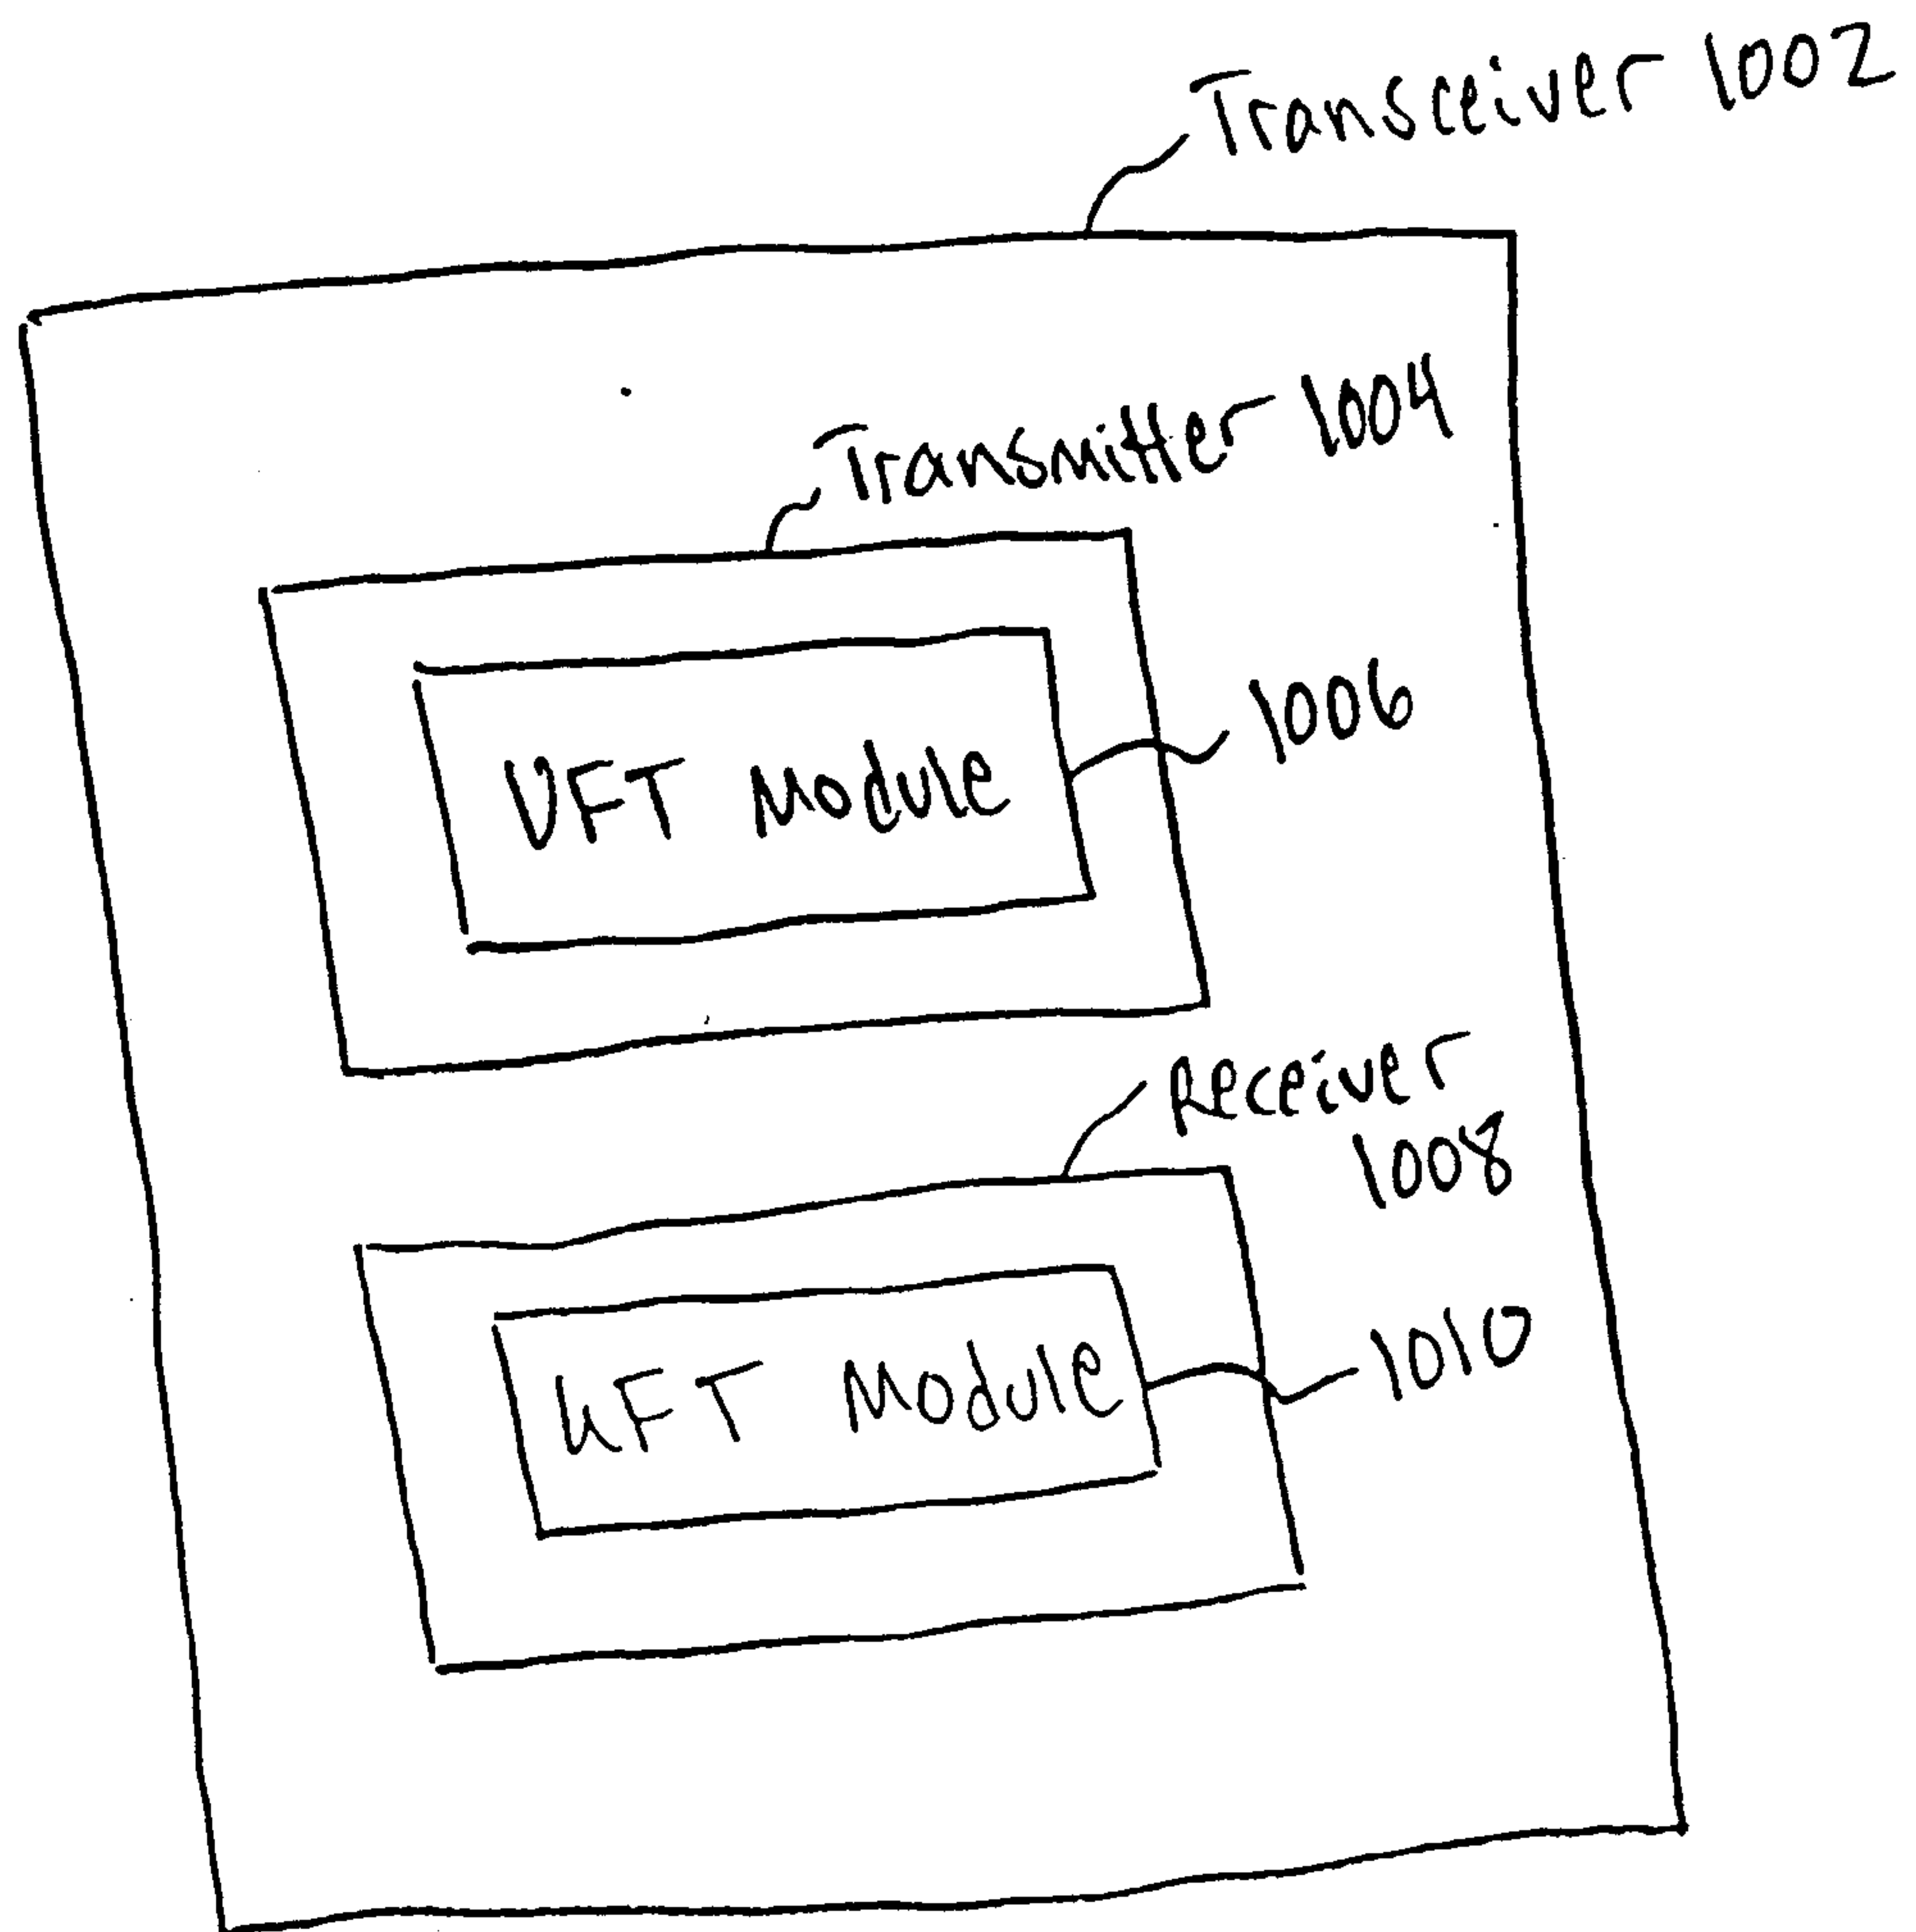 Transceiver 1002
Transmitter 1004
UFT Module
1006
Receiver
1008
UFT Module
1010